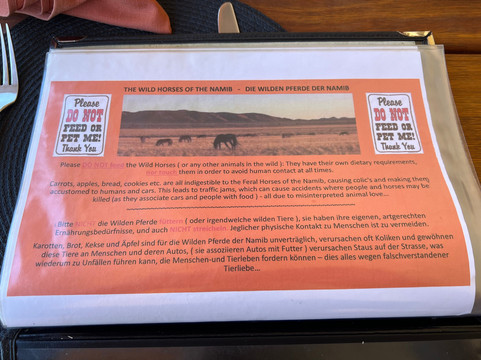 THE WILD HORSES OF THE NAMIB - DIE WILDEN PFERDE DER NAMIB
Please
DO NOT
FEED OR
PET ME!
Thank You
Please
DO NOT
FEED OR
PET ME!
Thank You
Please DO NOT feed the Wild Horses ( or any other animals in the wild ). They have their own dietary requirements,
them in order to avoid human contact at all times.
Carrots, apples, bread, cookies etc. are all indigestible to the Feral Horses of the Namib, causing colic's and making them
accustomed to humans and cars. This leads to traffic jams, which can cause accidents where people and horses may be
killed (as they associate cars and people with food ) - all due to misinterpreted animal love...
Bitte die Wilden Pferde füttern ( oder irgendwelche wilden Tiere ), sie haben ihre eigenen, artgerechten
Ernährungsbedürfnisse, und auch NICHT streicheln. Jeglicher physische Kontakt zu Menschen ist zu vermeiden.
Karotten, Brot, Kekse und Äpfel sind für die Wilden Pferde der Namib unverträglich, verursachen oft Koliken und gewöhnen
diese Tiere an Menschen und deren Autos, ( sie assoziieren Autos mit Futter ) verursachen Staus auf der Strasse, was
wiederum zu Unfällen führen kann, die Menschen-und Tierleben fordern können – dies alles wegen falschverstandener
Tierliebe...